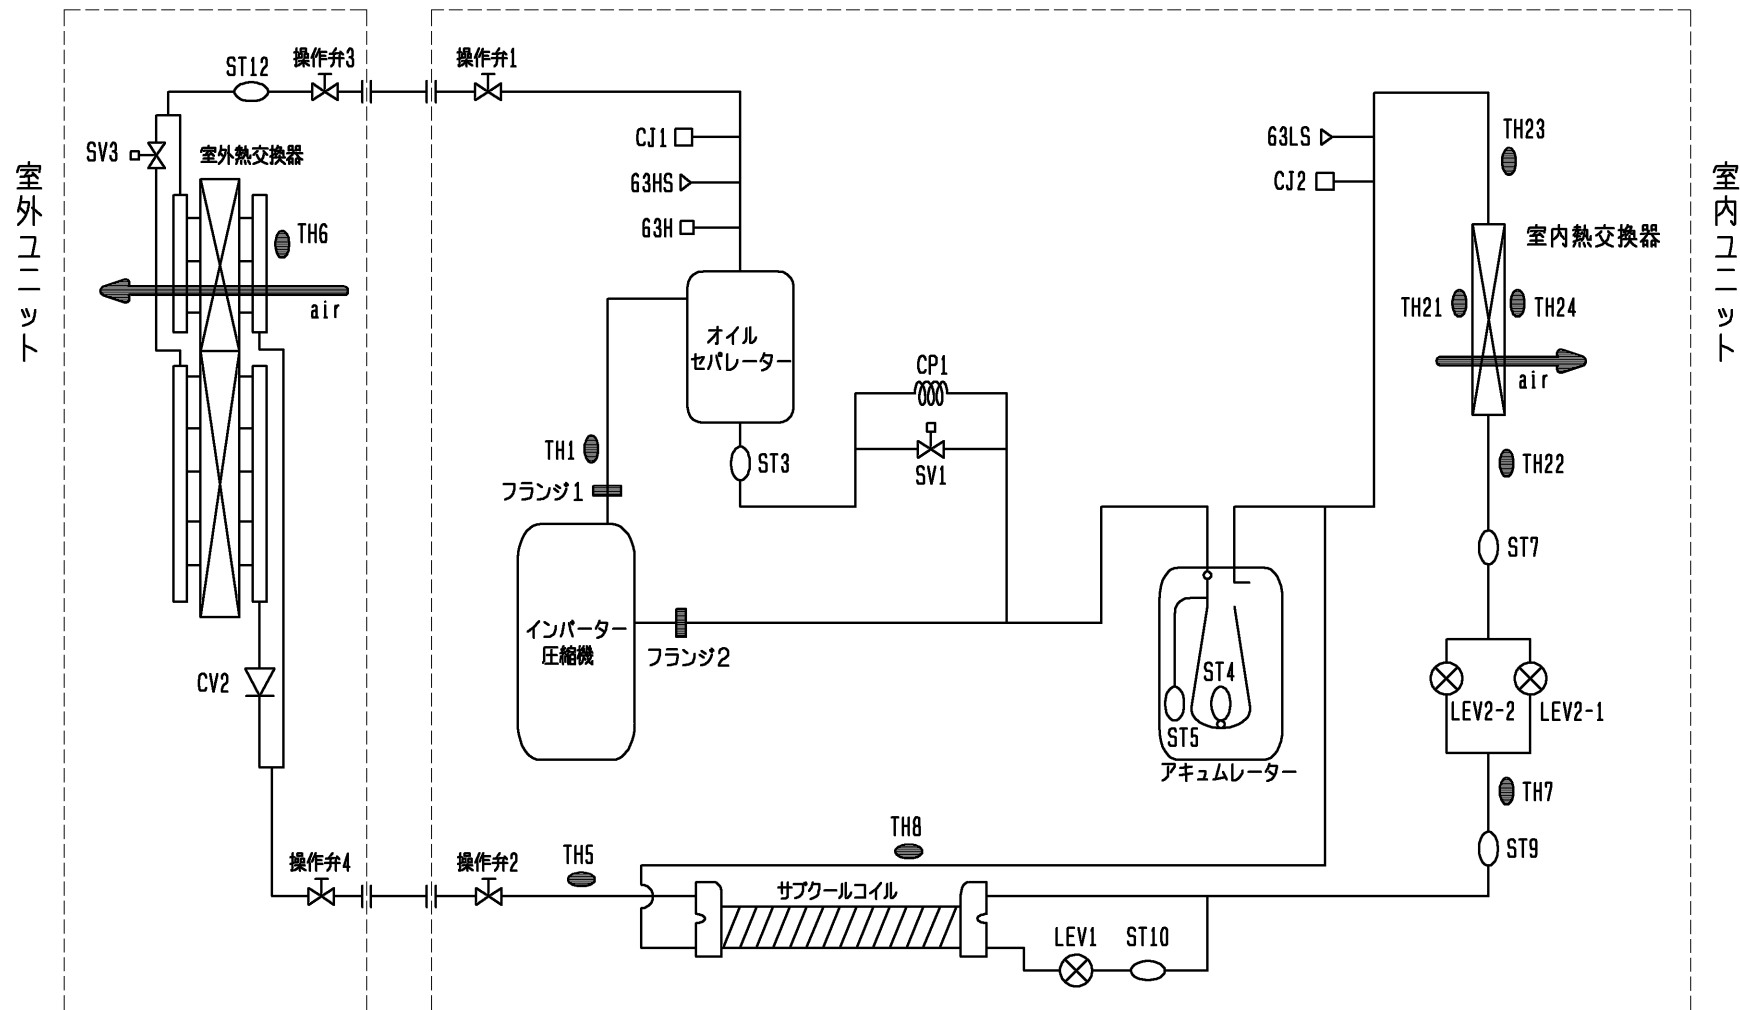 室外ユニット
ST12
操作弁3
操作弁1
SV3
室外熱交換器
TH6
air
CJ1
63HS
63H
オイル
セパレーター
TH1
フランジ1
ST3
CP1
SV1
インバーター
圧縮機
フランジ2
CV2
63LS
CJ2
TH23
室内熱交換器
TH21
TH24
air
TH22
ST7
ST4
ST5
アキュムレーター
LEV2-2
LEV2-1
TH7
ST9
操作弁4
操作弁2
TH5
TH8
サブクールコイル
LEV1
ST10
室内ユニット